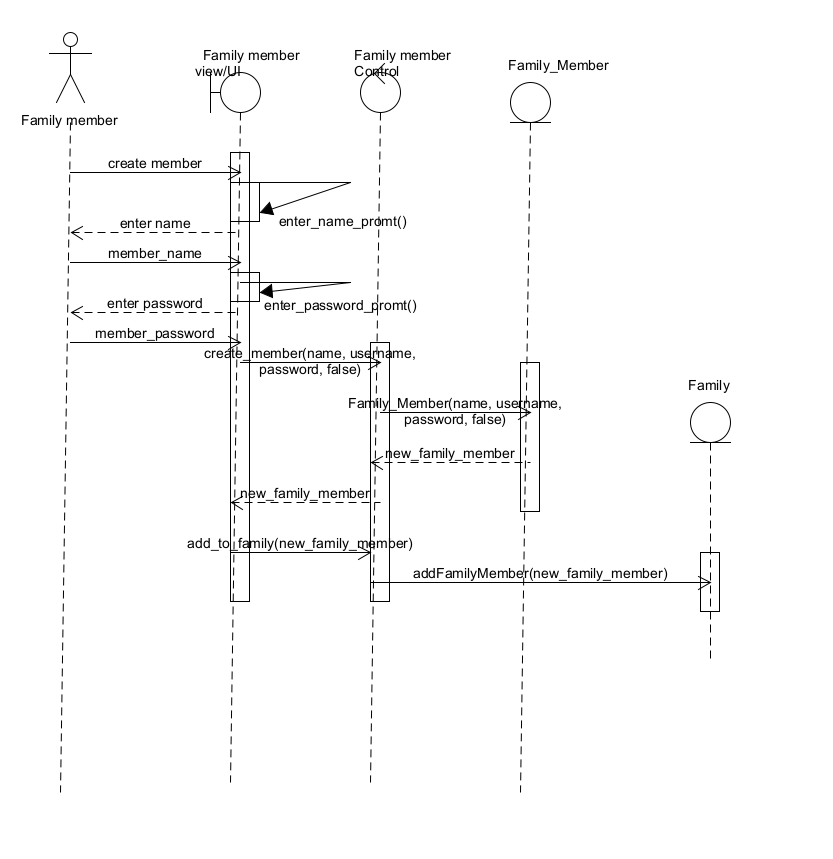 Family member
view/UI
Family member
Control
Family_Member
Family member
create member
enter_name_promt()
enter name
member_name
enter_password_promt()
enter password
member_password
create_member(name, username,
password, false)
Family
Family_Member(name, username,
password, false)
new_family_member
new_family_member
add_to_family(new_family_member)
addFamilyMember(new_family_member)